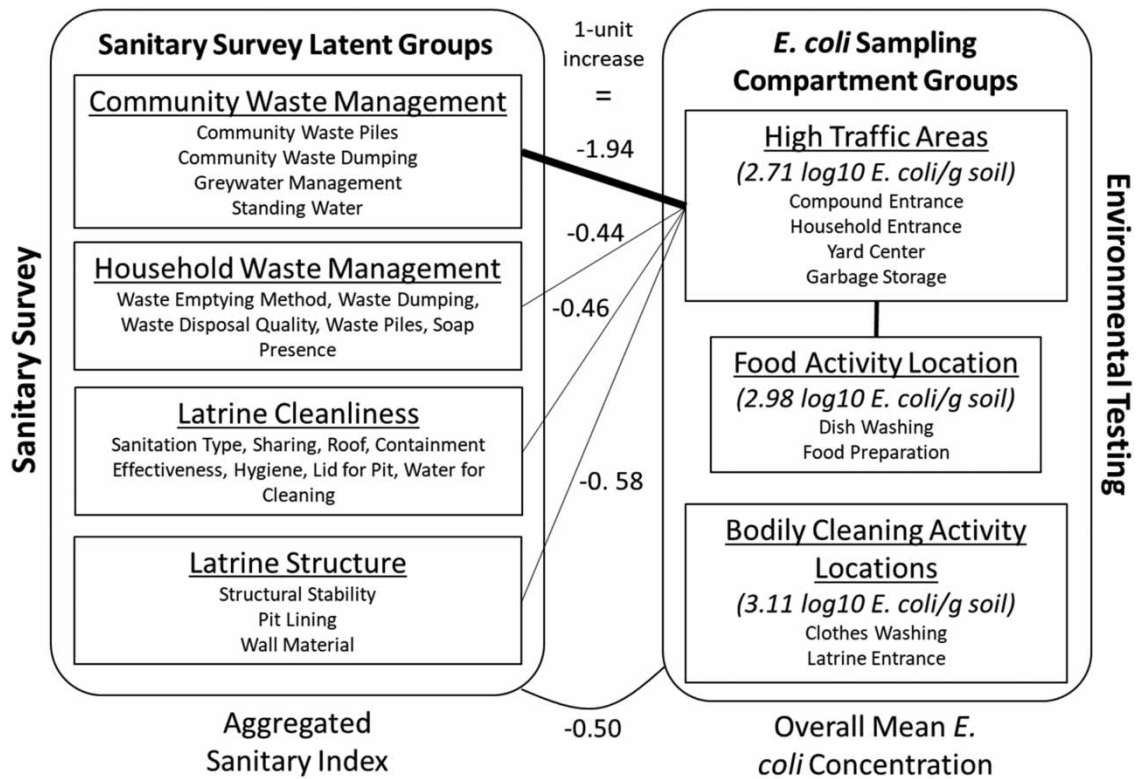 Sanitary Survey
Sanitary Survey Latent Groups
Community Waste Management
Community Waste Piles
Community Waste Dumping
Greywater Management
Standing Water
Household Waste Management
Waste Emptying Method, Waste Dumping,
Waste Disposal Quality, Waste Piles, Soap
Presence
Latrine Cleanliness
Sanitation Type, Sharing, Roof, Containment
Effectiveness, Hygiene, Lid for Pit, Water for
Cleaning
Latrine Structure
Structural Stability
Pit Lining
Wall Material
Aggregated
Sanitary Index
1-unit
increase
=
-1.94
-0.44
-0.46
-0. 58
-0.50
E. coli Sampling
Compartment Groups
High Traffic Areas
(2.71 log10 E. coli/g soil)
Compound Entrance
Household Entrance
Yard Center
Garbage Storage
Food Activity Location
(2.98 log10 E. coli/g soil)
Dish Washing
Food Preparation
Bodily Cleaning Activity
Locations
(3.11 log10 E. coli/g soil)
Clothes Washing
Latrine Entrance
Overall Mean E.
coli Concentration
Environmental Testing